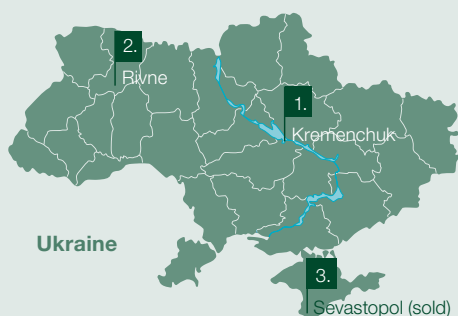 2.
Rivne
1.
Kremenchuk
Ukraine
3.
Sevastopol (sold)